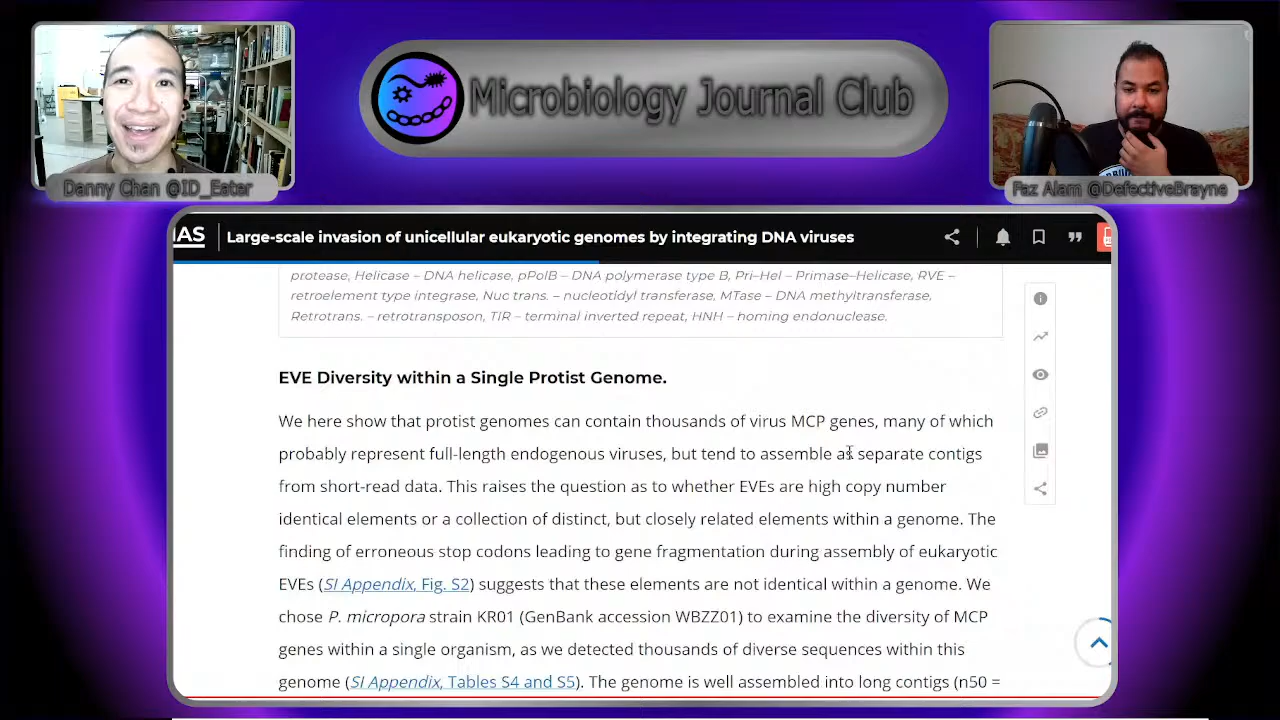 Microbiology Journal Club
Danny Chan @ID_Eater
Faz Alam @DefectiveBrayne
Large-scale invasion of unicellular eukaryotic genomes by integrating DNA viruses
protease, Helicase – DNA helicase, pPolB – DNA polymerase type B, Pri–Hel – Primase–Helicase, RVE –
retroelement type integrase, Nuc trans. – nucleotidyl transferase, MTase – DNA methyltransferase,
Retrotrans. – retrotransposon, TIR – terminal inverted repeat, HNH – homing endonuclease.
EVE Diversity within a Single Protist Genome.
We here show that protist genomes can contain thousands of virus MCP genes, many of which
probably represent full-length endogenous viruses, but tend to assemble as separate contigs
from short-read data. This raises the question as to whether EVEs are high copy number
identical elements or a collection of distinct, but closely related elements within a genome. The
finding of erroneous stop codons leading to gene fragmentation during assembly of eukaryotic
EVEs (SI Appendix, Fig. S2) suggests that these elements are not identical within a genome. We
chose P. micropora strain KR01 (GenBank accession WBZZ01) to examine the diversity of MCP
genes within a single organism, as we detected thousands of diverse sequences within this
genome (SI Appendix, Tables S4 and S5). The genome is well assembled into long contigs (n50 =